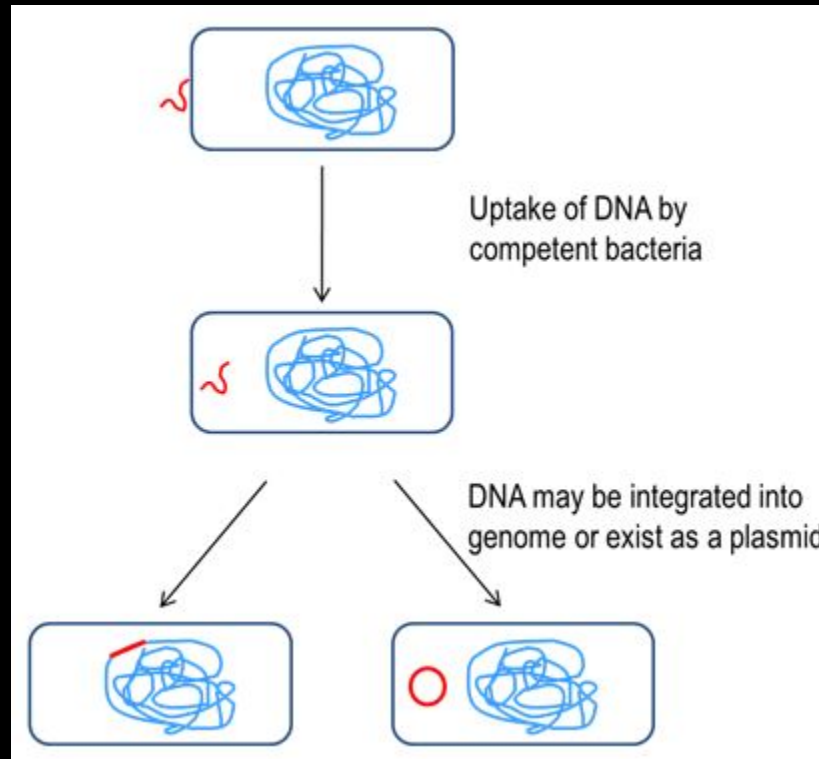 Uptake of DNA by
competent bacteria
DNA may be integrated into
genome or exist as a plasmid